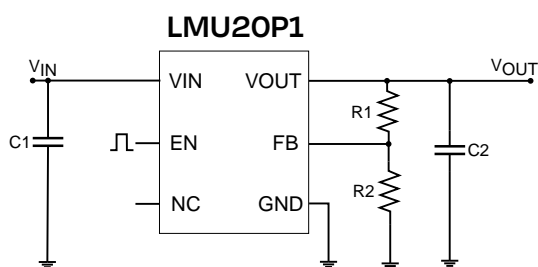 LMU20P1
VIN
VIN VOUT
VOUT
R1
C1
EN FB
C2
R2
NC GND